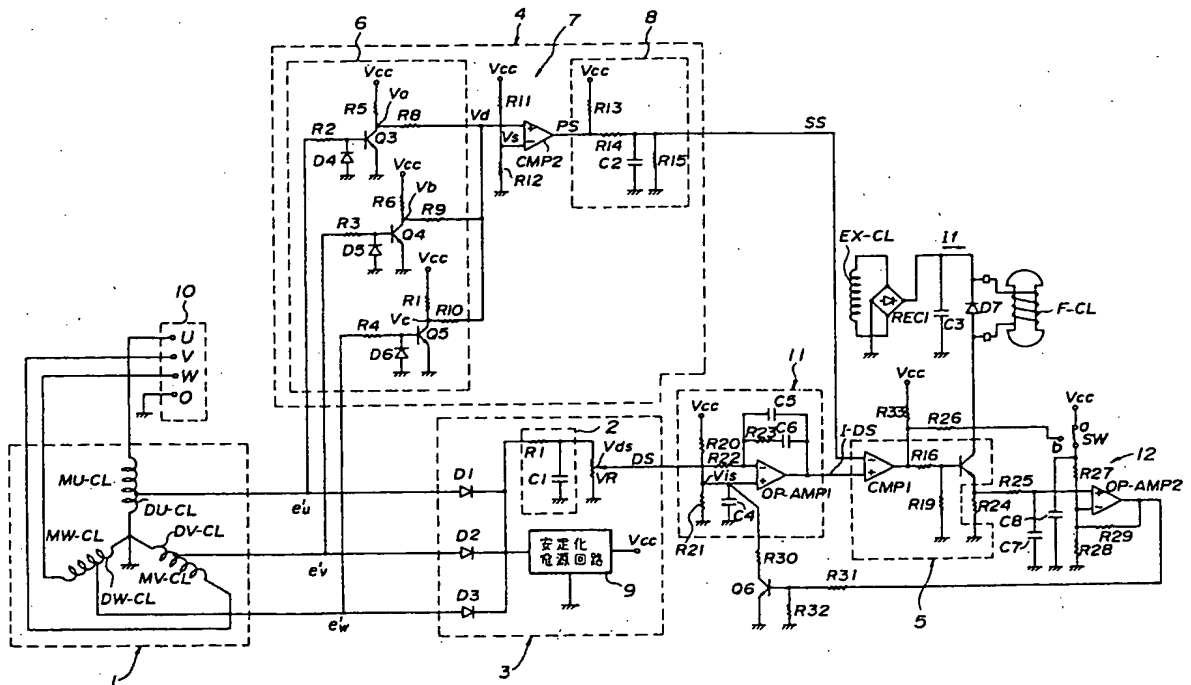 4
6
7
8
Vcc
Va
R5
R8
Vd
R2
Q3
D4
Vcc
R11
Vs
PS
CMP2
R12
Vcc
R13
R14
C2
R15
SS
Vcc
Vb
R6
R9
R3
Q4
D5
Vcc
R1
R10
Vc
R4
Q5
D6
EX-CL
If
REC1
C3
D7
F-CL
10
U
V
W
O
MU-CL
DU-CL
MW-CL
DV-CL
MV-CL
DW-CL
1
e'u
e'v
e'w
2
R1
C1
Vds
VR
DS
D1
D2
D3
安定化
電源回路
Vcc
9
3
11
Vcc
C5
R23
C6
R20
R22
Vis
C4
OP-AMP1
R21
I-DS
R30
Q6
R31
R32
Vcc
R33
R26
R16
CMP1
R19
5
R25
R24
C8
C7
Vcc
a
b
SW
12
R27
OP-AMP2
R28
R29